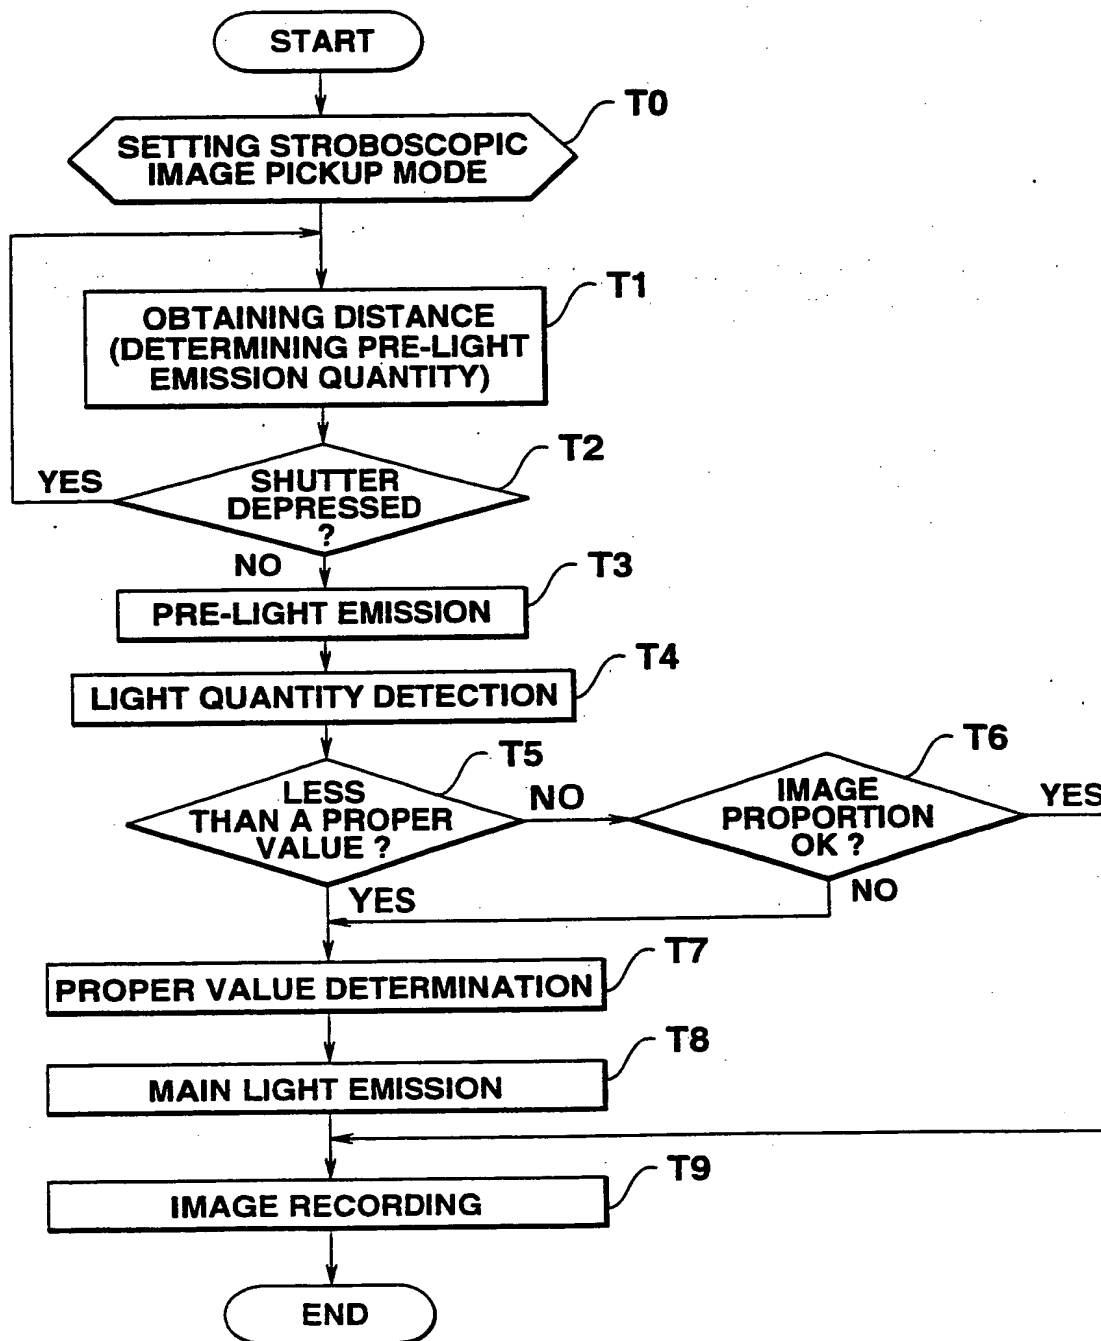 START
T0
SETTING STROBOSCOPIC
IMAGE PICKUP MODE
T1
OBTAINING DISTANCE
(DETERMINING PRE-LIGHT
EMISSION QUANTITY)
T2
YES
SHUTTER
DEPRESSED
?
NO
T3
PRE-LIGHT EMISSION
T4
LIGHT QUANTITY DETECTION
T5
LESS
THAN A PROPER
VALUE ?
NO
T6
IMAGE
PROPORTION
OK ?
YES
YES
NO
T7
PROPER VALUE DETERMINATION
T8
MAIN LIGHT EMISSION
T9
IMAGE RECORDING
END